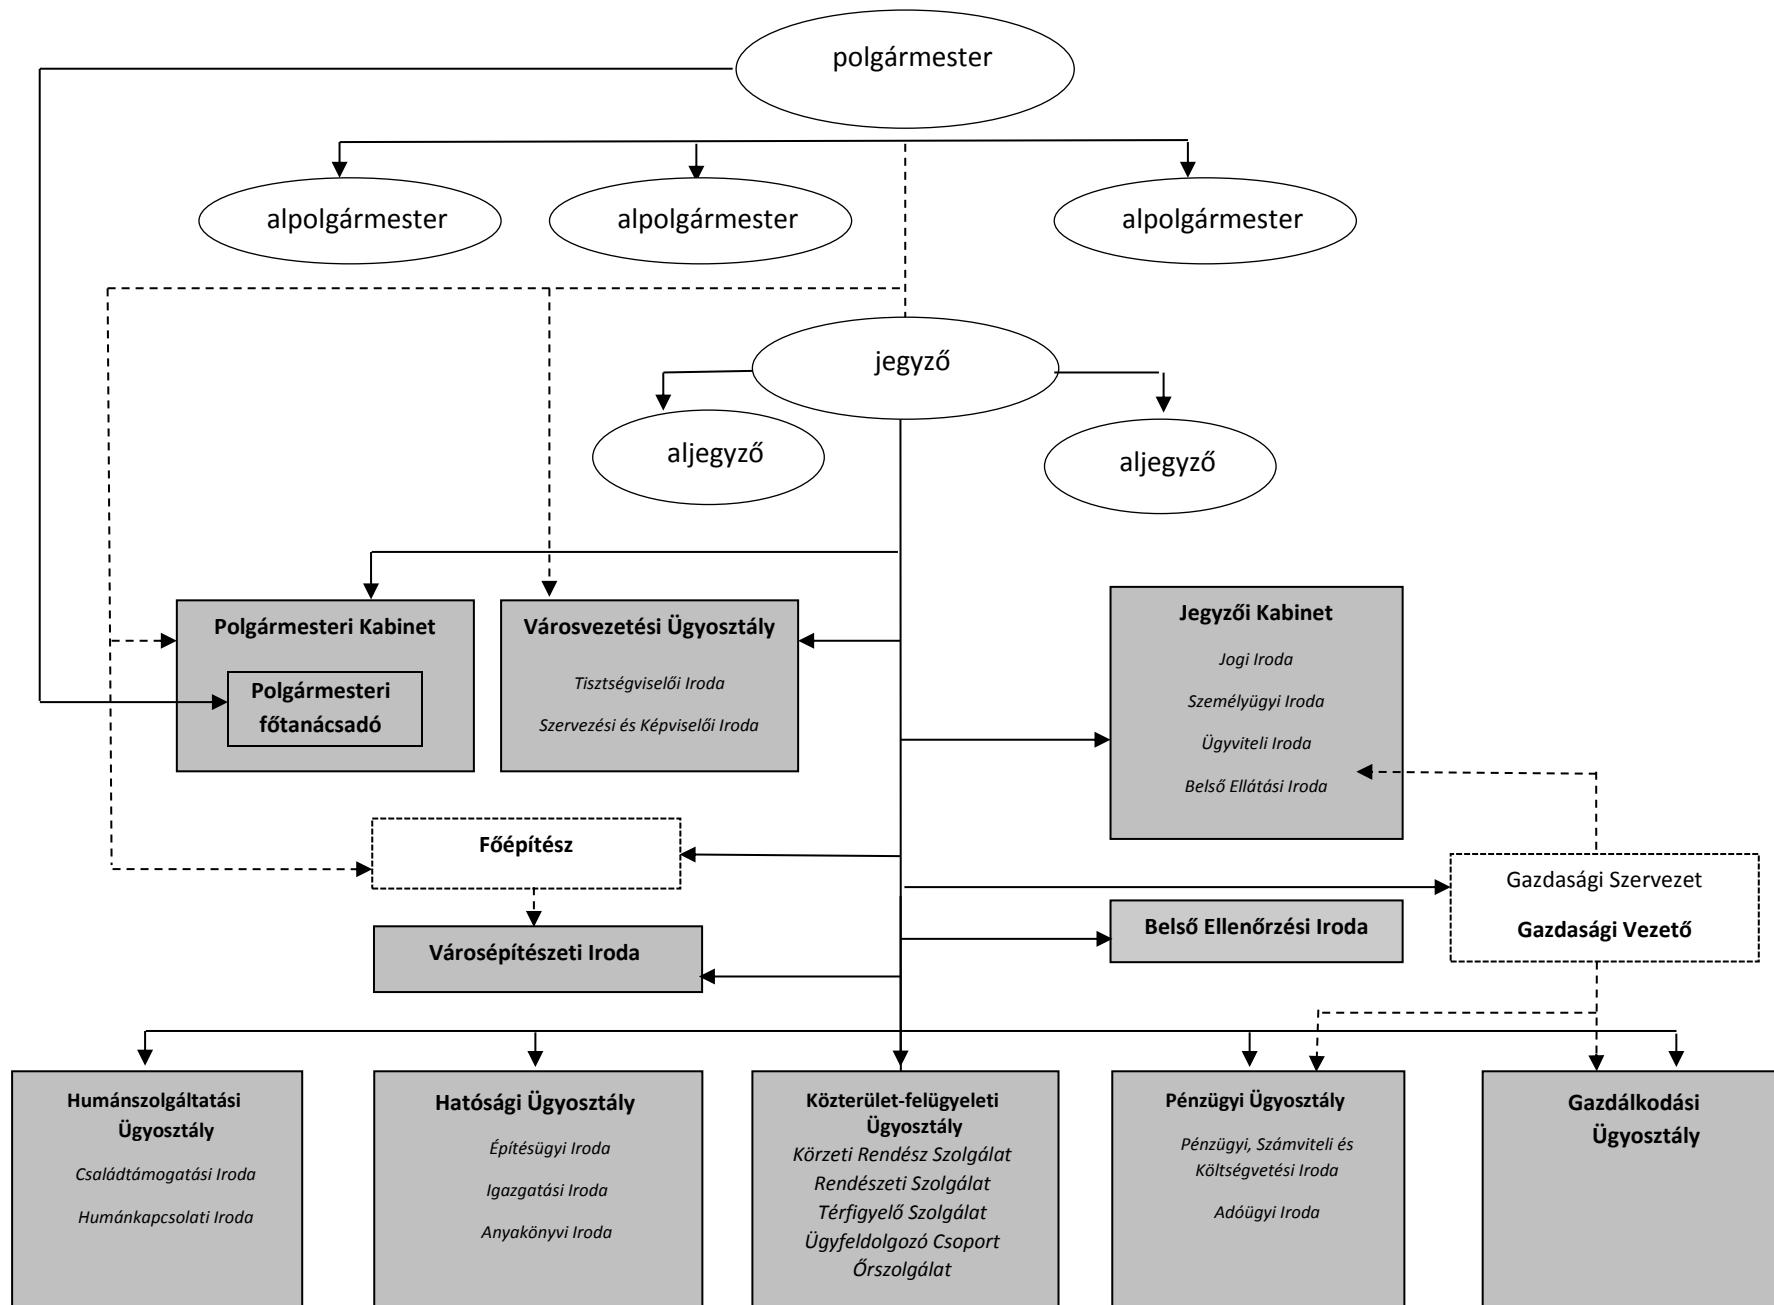 polgármester
alpolgármester
alpolgármester
alpolgármester
jegyző
aljegyző
aljegyző
Polgármesteri Kabinet
Polgármesteri
főtanácsadó
Városvezetési Ügyosztály
Tisztségviselői Iroda
Szervezési és Képviselői Iroda
Jegyzői Kabinet
Jogi Iroda
Személyügyi Iroda
Ügyviteli Iroda
Belső Ellátási Iroda
Főépítész
Gazdasági Szervezet
Gazdasági Vezető
Belső Ellenőrzési Iroda
Városépítészeti Iroda
Humánszolgáltatási
Ügyosztály
Családtámogatási Iroda
Humánkapcsolati Iroda
Hatósági Ügyosztály
Építésügyi Iroda
Igazgatási Iroda
Anyakönyvi Iroda
Közterület-felügyeleti
Ügyosztály
Körzeti Rendész Szolgálat
Rendészeti Szolgálat
Térfigyelő Szolgálat
Ügyfeldolgozó Csoport
Őrszolgálat
Pénzügyi Ügyosztály
Pénzügyi, Számviteli és
Költségvetési Iroda
Adóügyi Iroda
Gazdálkodási
Ügyosztály